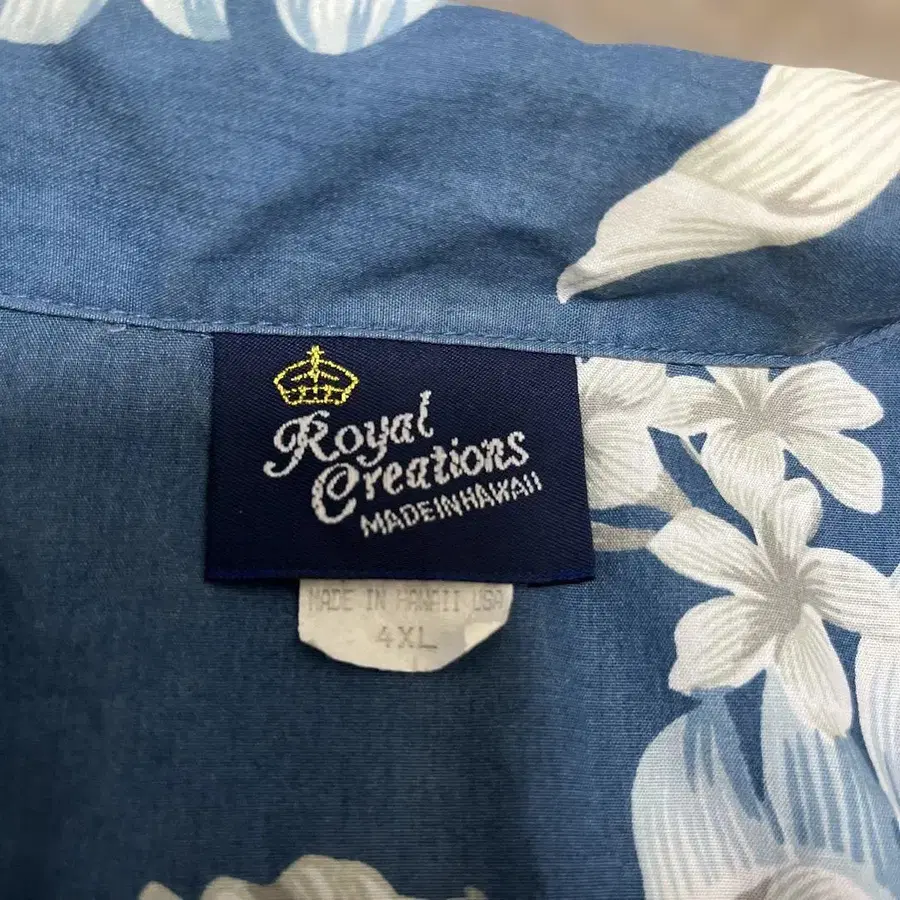 Royal
Creations
MADE IN HAWAII
MADE IN HAWAII USA
4XL